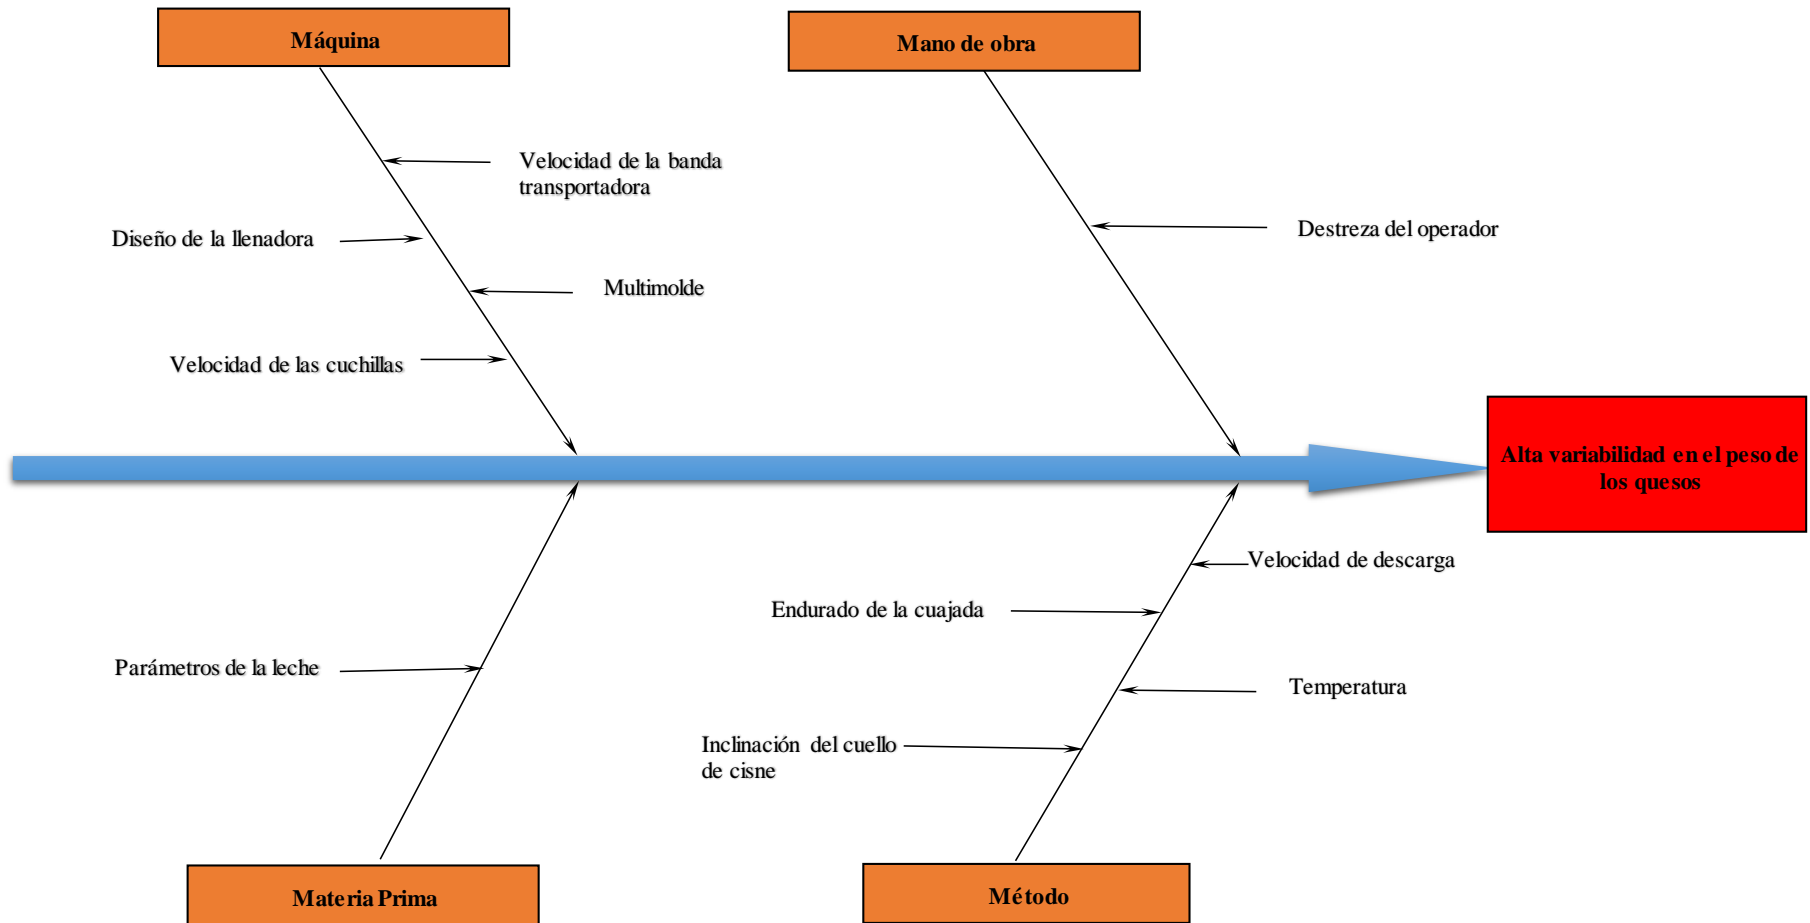 Máquina
Mano de obra
Velocidad de la banda
transportadora
Destreza del operador
Diseño de la llenadora
Multimolde
Velocidad de las cuchillas
Alta variabilidad en el peso de
los quesos
Velocidad de descarga
Endurado de la cuajada
Parámetros de la leche
Temperatura
Inclinación del cuello
de cisne
Materia Prima
Método